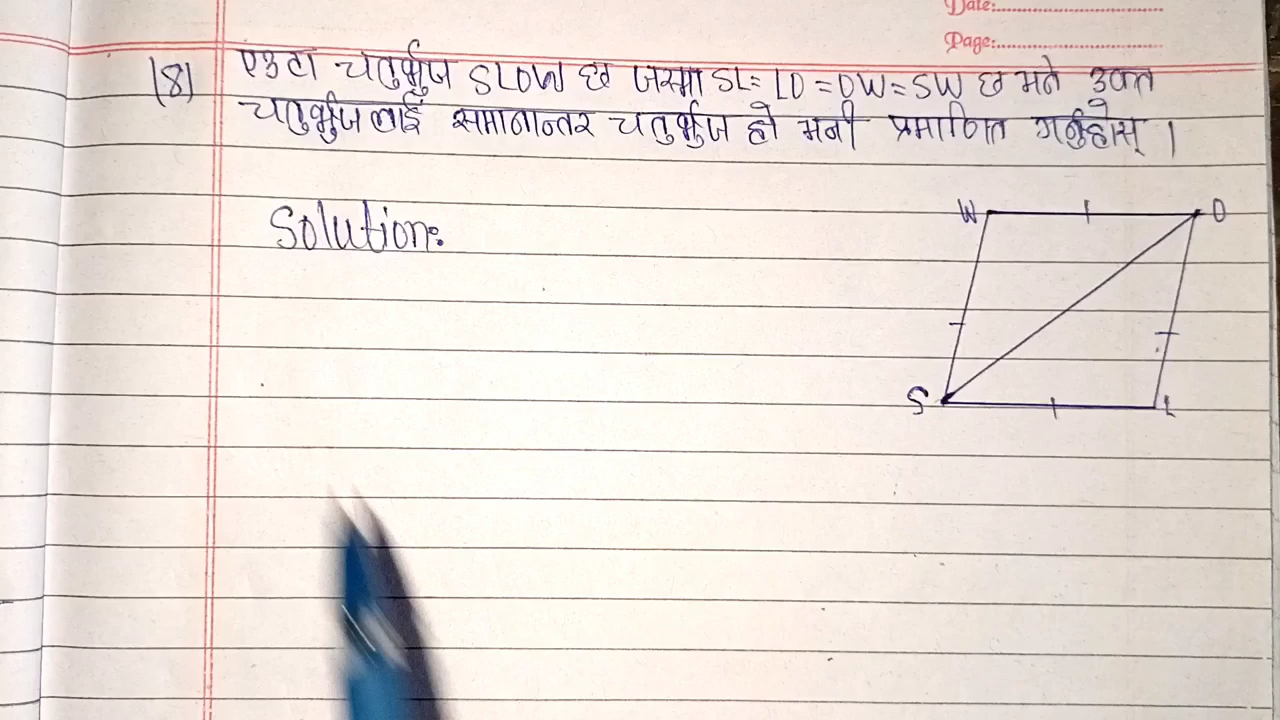 Date:
Page:
(8) एउटा चतुर्भुज SLOW छ जसमा SL = LO = OW = SW छ भने उक्त
चतुर्भुजलाई समानान्तर चतुर्भुज हो भनी प्रमाणित गर्नुहोस् ।
Solution:
W
O
S
L